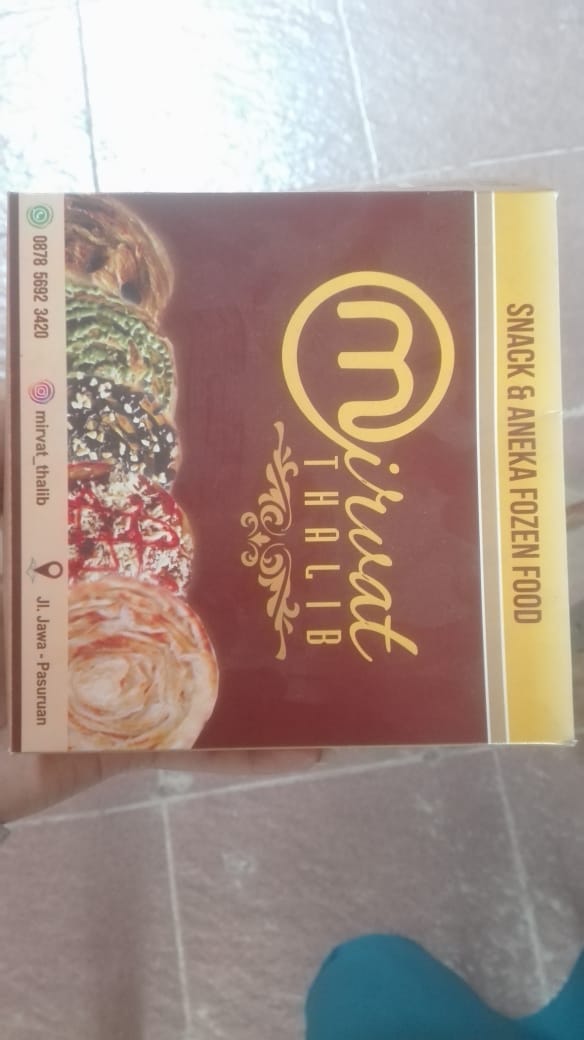 SNACK & ANEKA FOZEN FOOD
Mirvat
THALIB
0878 5692 3420 mirvat_thalib Jl. Jawa - Pasuruan